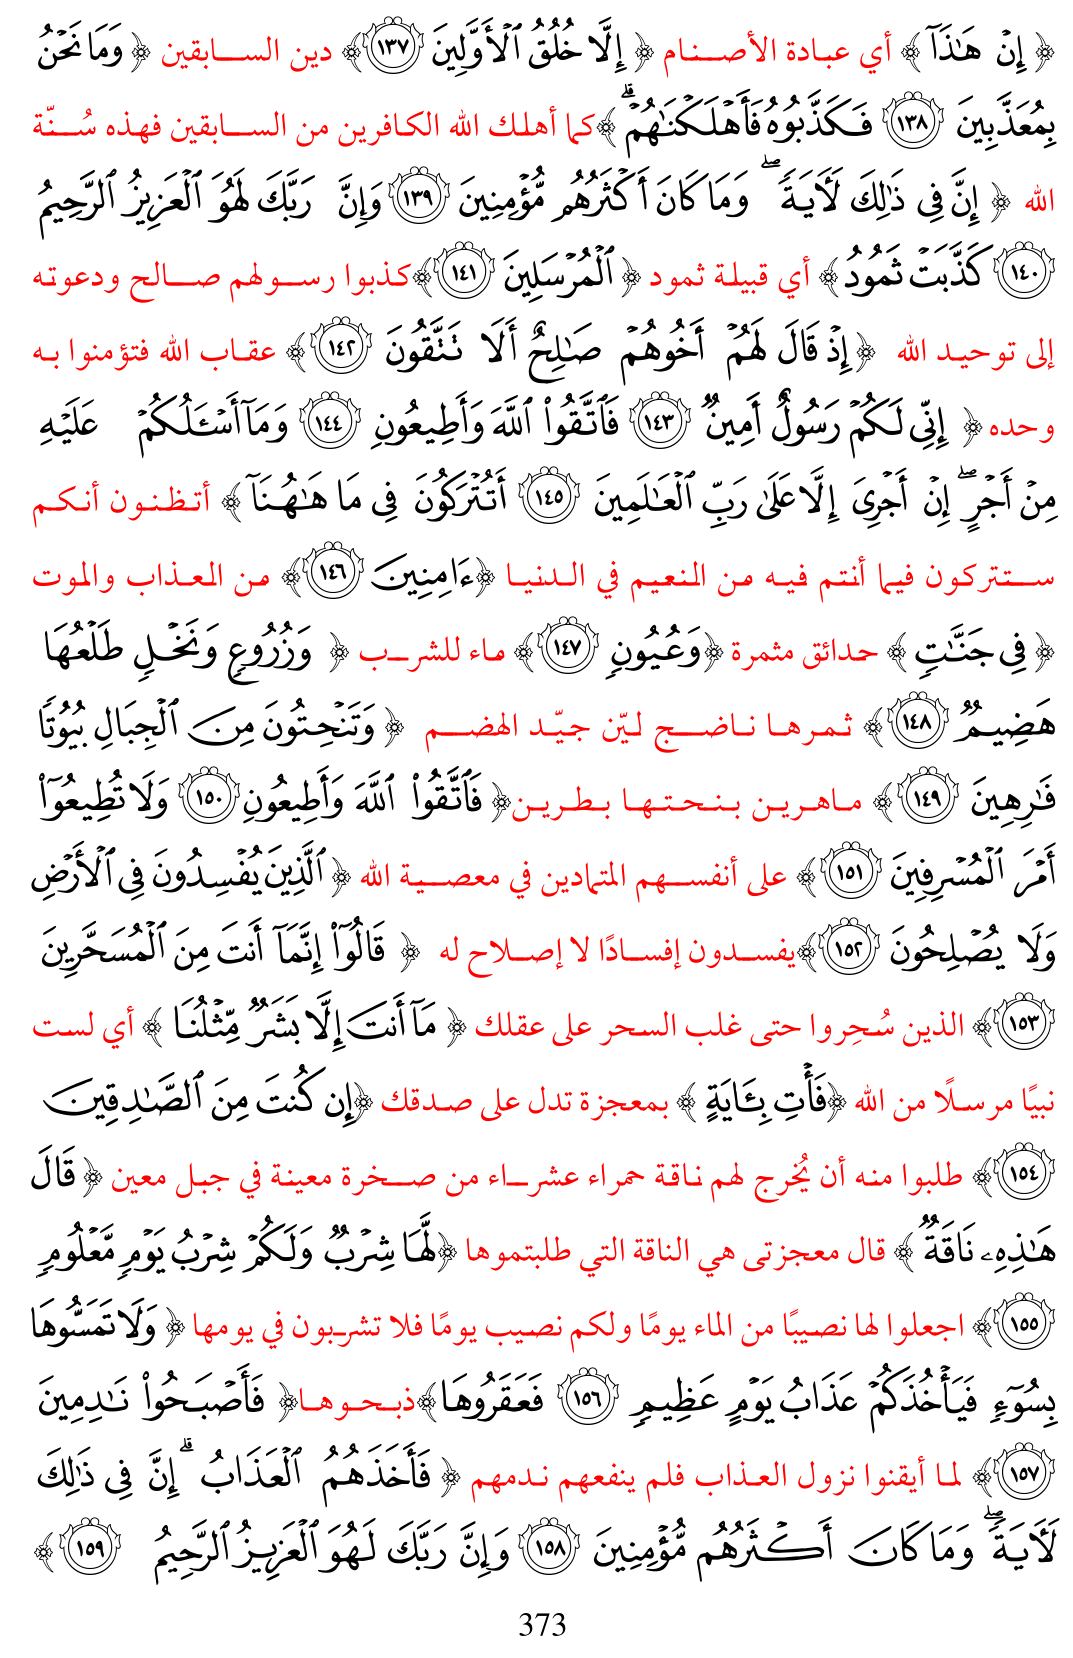 ﴿ إِنْ هَـٰذَآ ﴾ أي عبادة الأصنام ﴿ إِلَّا خُلُقُ ٱلْأَوَّلِينَ ١٣٧﴾ دين السابقين ﴿ وَمَا نَحْنُ
بِمُعَذَّبِينَ ١٣٨ فَكَذَّبُوهُ فَأَهْلَكْنَـٰهُمْ ۗ ﴾ كما أهلك الله الكافرين من السابقين فهذه سُنّة
الله ﴿ إِنَّ فِى ذَٰلِكَ لَـَٔايَةً ۖ وَمَا كَانَ أَكْثَرُهُم مُّؤْمِنِينَ ١٣٩ وَإِنَّ رَبَّكَ لَهُوَ ٱلْعَزِيزُ ٱلرَّحِيمُ
١٤٠ كَذَّبَتْ ثَمُودُ ﴾ أي قبيلة ثمود ﴿ ٱلْمُرْسَلِينَ ١٤١﴾ كذبوا رسولهم صالح ودعوته
إلى توحيد الله ﴿ إِذْ قَالَ لَهُمْ أَخُوهُمْ صَـٰلِحٌ أَلَا تَتَّقُونَ ١٤٢﴾ عقاب الله فتؤمنوا به
وحده ﴿ إِنِّى لَكُمْ رَسُولٌ أَمِينٌ ١٤٣ فَٱتَّقُوا۟ ٱللَّهَ وَأَطِيعُونِ ١٤٤ وَمَآ أَسْـَٔلُكُمْ عَلَيْهِ
مِنْ أَجْرٍ ۖ إِنْ أَجْرِىَ إِلَّا عَلَىٰ رَبِّ ٱلْعَـٰلَمِينَ ١٤٥ أَتُتْرَكُونَ فِى مَا هَـٰهُنَآ ﴾ أتظنون أنكم
ستتركون فيما أنتم فيه من النعيم في الدنيا ﴿ ءَامِنِينَ ١٤٦﴾ من العذاب والموت
﴿ فِى جَنَّـٰتٍ ﴾ حدائق مثمرة ﴿ وَعُيُونٍ ١٤٧﴾ ماء للشرب ﴿ وَزُرُوعٍ وَنَخْلٍ طَلْعُهَا
هَضِيمٌ ١٤٨﴾ ثمرها ناضج ليّن جيّد الهضم ﴿ وَتَنْحِتُونَ مِنَ ٱلْجِبَالِ بُيُوتًا
فَـٰرِهِينَ ١٤٩﴾ ماهرين بنحتها بطرين ﴿ فَٱتَّقُوا۟ ٱللَّهَ وَأَطِيعُونِ ١٥٠ وَلَا تُطِيعُوٓا۟
أَمْرَ ٱلْمُسْرِفِينَ ١٥١﴾ على أنفسهم المتمادين في معصية الله ﴿ ٱلَّذِينَ يُفْسِدُونَ فِى ٱلْأَرْضِ
وَلَا يُصْلِحُونَ ١٥٢﴾ يفسدون إفسادًا لا إصلاح له ﴿ قَالُوٓا۟ إِنَّمَآ أَنتَ مِنَ ٱلْمُسَحَّرِينَ
١٥٣﴾ الذين سُحِروا حتى غلب السحر على عقلك ﴿ مَآ أَنتَ إِلَّا بَشَرٌ مِّثْلُنَا ﴾ أي لست
نبيًا مرسلًا من الله ﴿ فَأْتِ بِـَٔايَةٍ ﴾ بمعجزة تدل على صدقك ﴿ إِن كُنتَ مِنَ ٱلصَّـٰدِقِينَ
١٥٤﴾ طلبوا منه أن يُخرج لهم ناقة حمراء عشراء من صخرة معينة في جبل معين ﴿ قَالَ
هَـٰذِهِۦ نَاقَةٌ ﴾ قال معجزتى هي الناقة التي طلبتموها ﴿ لَّهَا شِرْبٌ وَلَكُمْ شِرْبُ يَوْمٍ مَّعْلُومٍ
١٥٥﴾ اجعلوا لها نصيبًا من الماء يومًا ولكم نصيب يومًا فلا تشربون في يومها ﴿ وَلَا تَمَسُّوهَا
بِسُوٓءٍ فَيَأْخُذَكُمْ عَذَابُ يَوْمٍ عَظِيمٍ ١٥٦ فَعَقَرُوهَا ﴾ ذبحوها ﴿ فَأَصْبَحُوا۟ نَـٰدِمِينَ
١٥٧﴾ لما أيقنوا نزول العذاب فلم ينفعهم ندمهم ﴿ فَأَخَذَهُمُ ٱلْعَذَابُ ۗ إِنَّ فِى ذَٰلِكَ
لَـَٔايَةً ۖ وَمَا كَانَ أَكْثَرُهُم مُّؤْمِنِينَ ١٥٨ وَإِنَّ رَبَّكَ لَهُوَ ٱلْعَزِيزُ ٱلرَّحِيمُ ١٥٩﴾
373